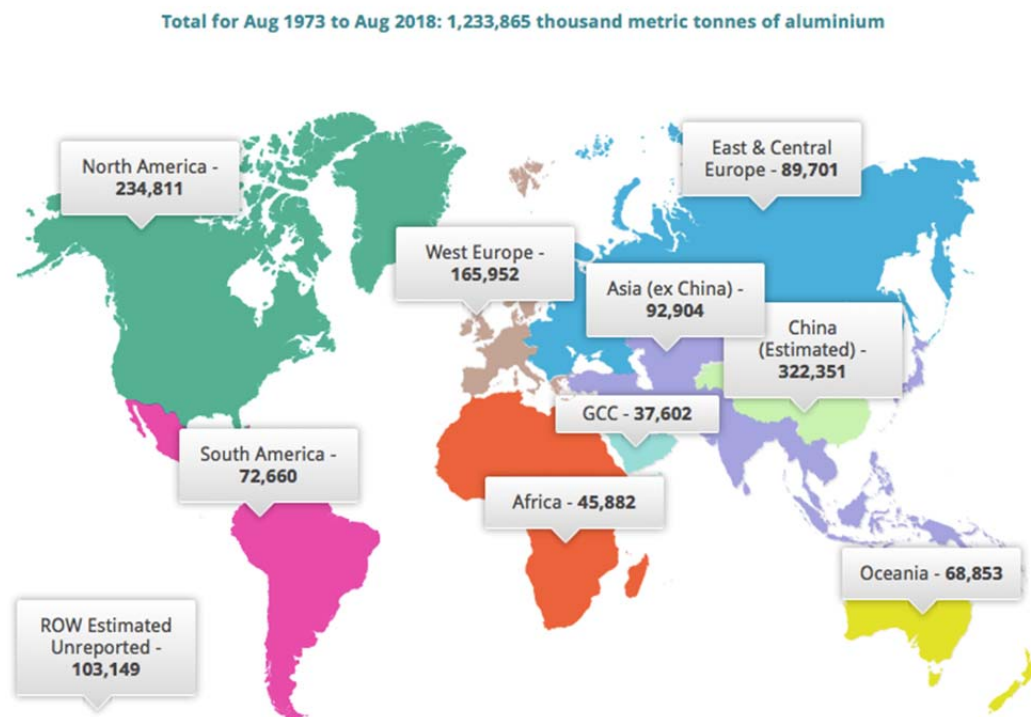 Total for Aug 1973 to Aug 2018: 1,233,865 thousand metric tonnes of aluminium
North America -
234,811
East & Central
Europe - 89,701
West Europe -
165,952
Asia (ex China) -
92,904
China
(Estimated) -
322,351
GCC - 37,602
South America -
72,660
Africa - 45,882
Oceania - 68,853
ROW Estimated
Unreported -
103,149